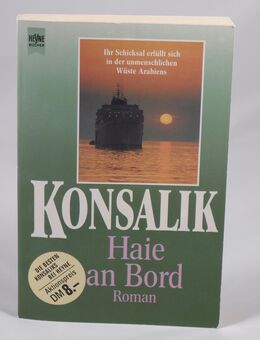 HEYNE
BÜCHER
Ihr Schicksal erfüllt sich
in der unmenschlichen
Wüste Arabiens
KONSALIK
Haie
an Bord
Roman
DIE BESTEN
KONSALIKS
BEI HEYNE
Aktionspreis
DM 8.-